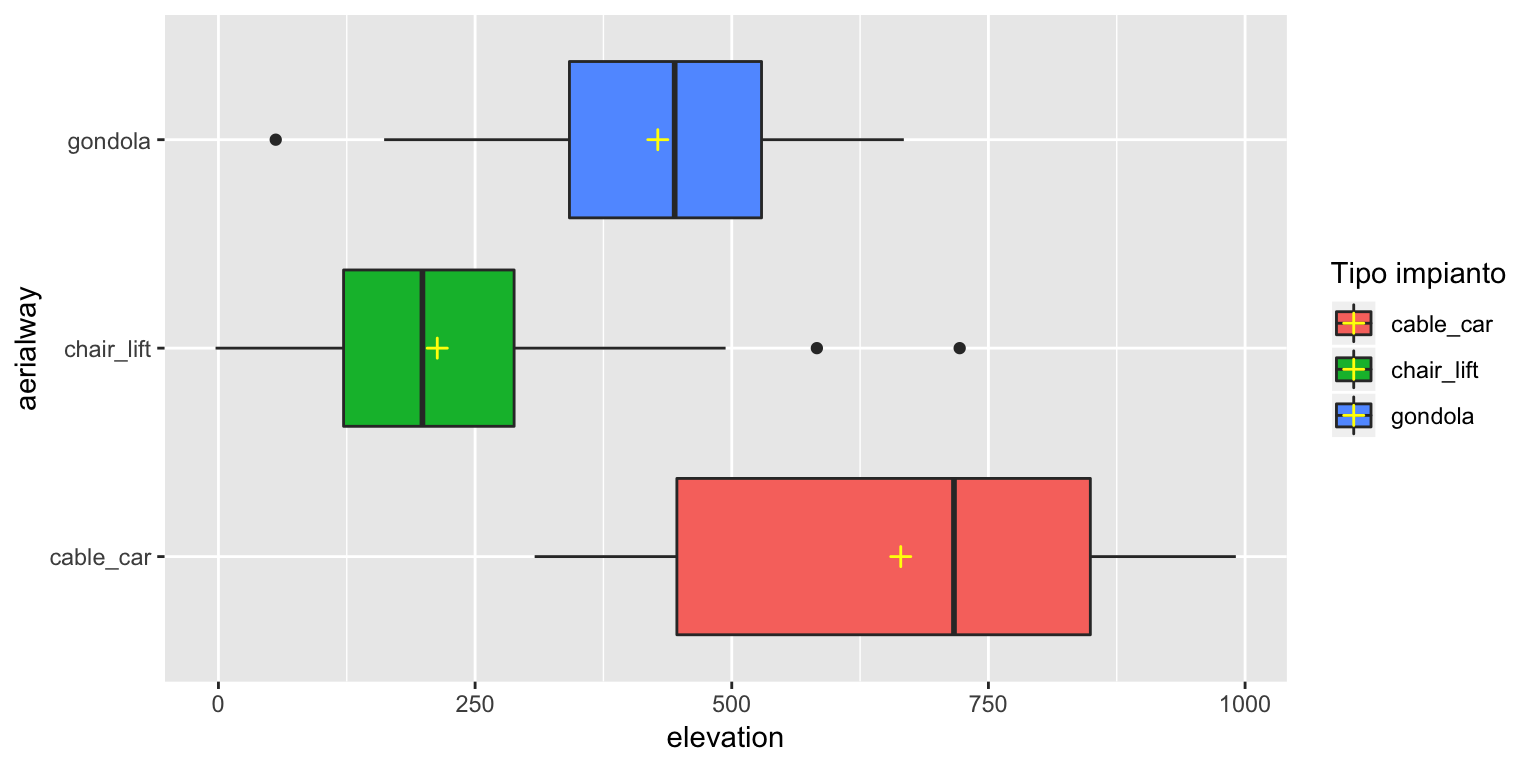 aerialway
gondola
chair_lift
cable_car
0 250 500 750 1000
elevation
Tipo impianto
cable_car
chair_lift
gondola